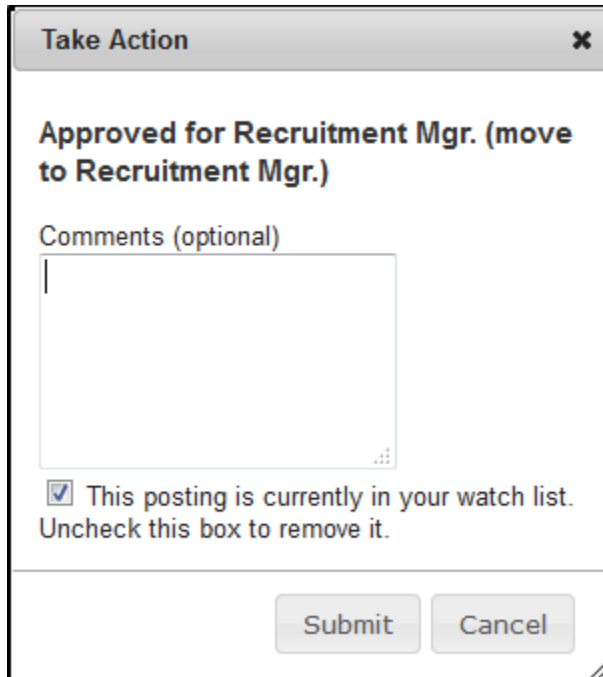 Take Action
Approved for Recruitment Mgr. (move
to Recruitment Mgr.)
Comments (optional)
This posting is currently in your watch list.
Uncheck this box to remove it.
Submit Cancel